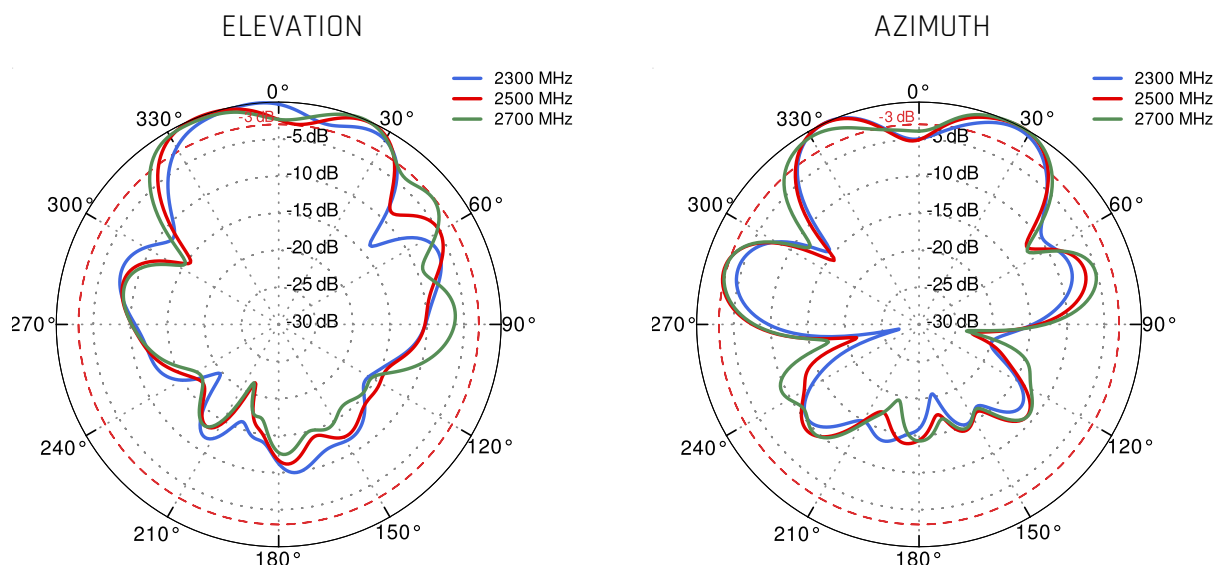 ELEVATION
2300 MHz
2500 MHz
2700 MHz
0°
30°
60°
90°
120°
150°
180°
210°
240°
270°
300°
330°
-3 dB
-5 dB
-10 dB
-15 dB
-20 dB
-25 dB
-30 dB
AZIMUTH
2300 MHz
2500 MHz
2700 MHz
0°
30°
60°
90°
120°
150°
180°
210°
240°
270°
300°
330°
-3 dB
-5 dB
-10 dB
-15 dB
-20 dB
-25 dB
-30 dB